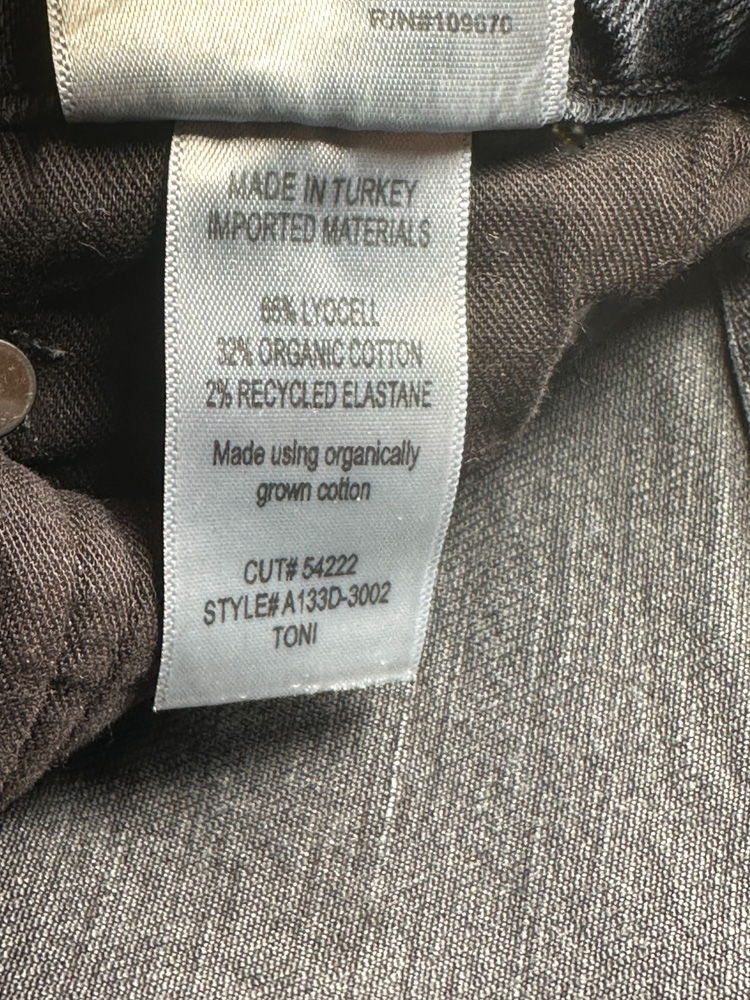 R/N#109070
MADE IN TURKEY
IMPORTED MATERIALS
66% LYOCELL
32% ORGANIC COTTON
2% RECYCLED ELASTANE
Made using organically
grown cotton
CUT# 54222
STYLE# A133D-3002
TONI